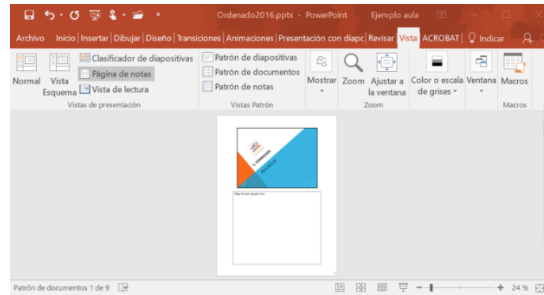 Ordenado2016.pptx - PowerPoint Ejemplo aula
Archivo Inicio Insertar Dibujar Diseño Transiciones Animaciones Presentación con diapc Revisar Vista ACROBAT Indicar
Normal
Vista Esquema
Clasificador de diapositivas
Página de notas
Vista de lectura
Vistas de presentación
Patrón de diapositivas
Patrón de documentos
Patrón de notas
Vistas Patrón
Mostrar
Zoom
Ajustar a la ventana
Zoom
Color o escala de grises
Ventana
Macros
Macros
Patrón de documentos 1 de 9
24 %